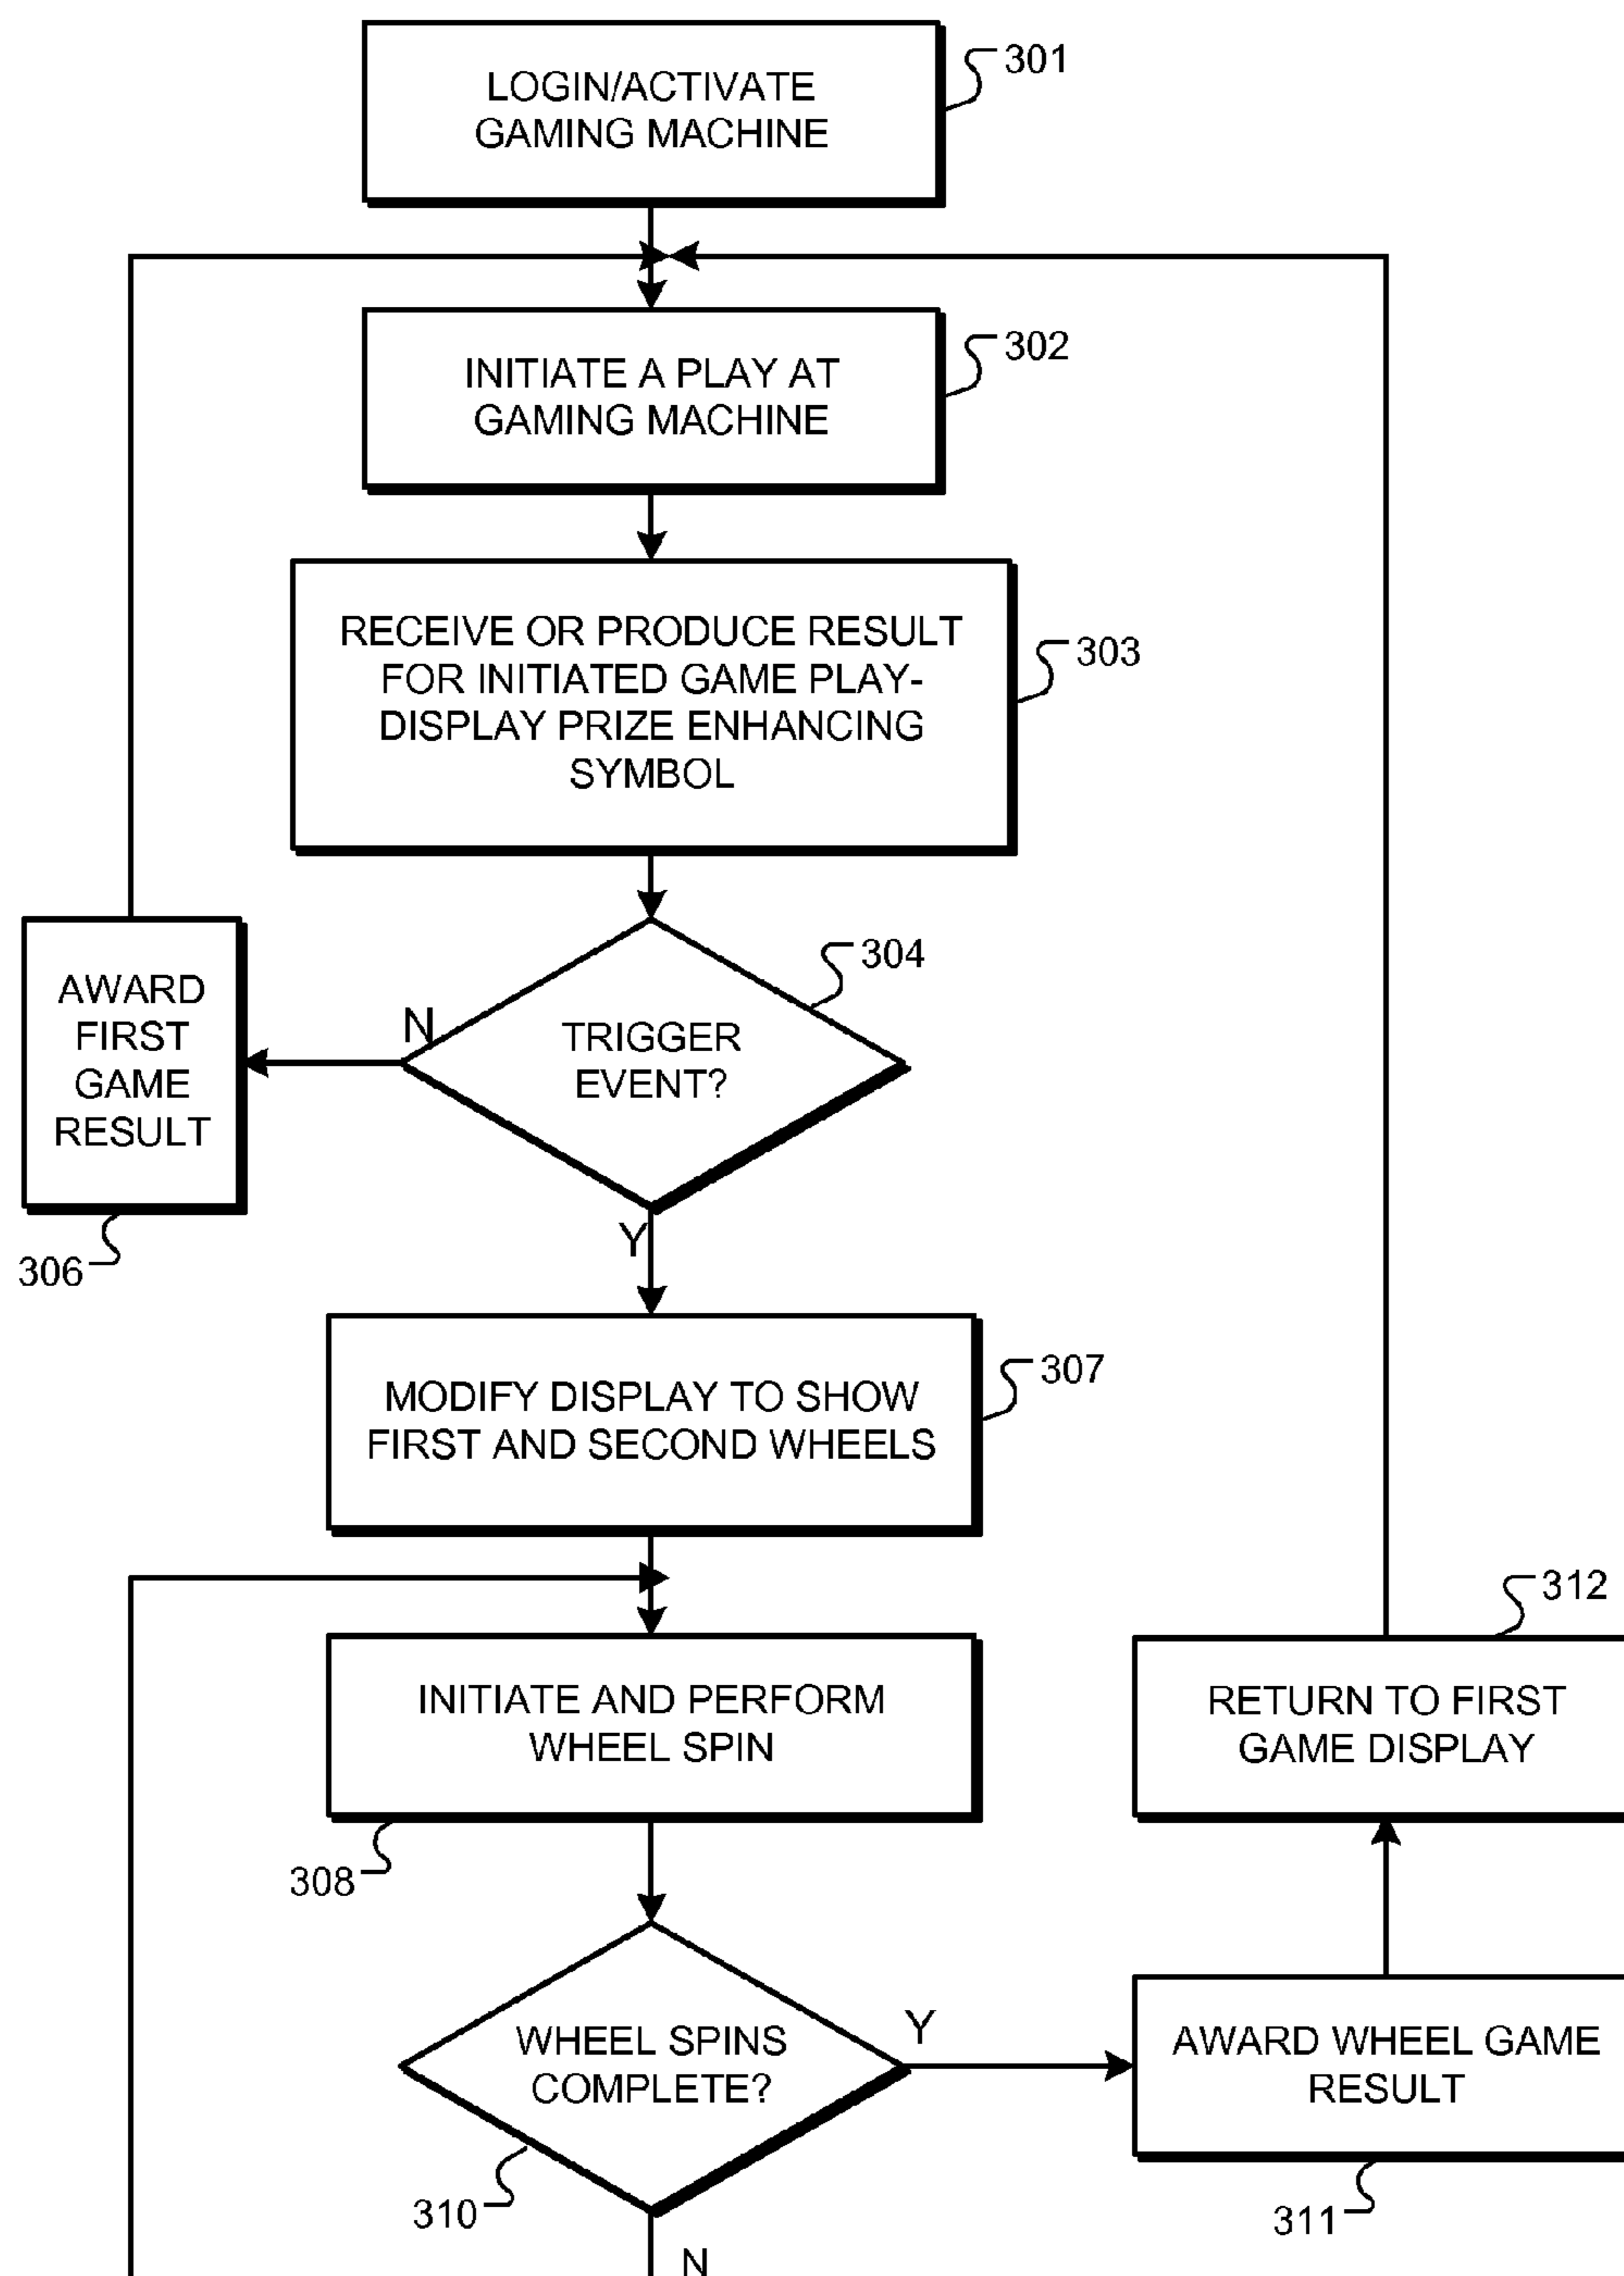 LOGIN/ACTIVATE
GAMING MACHINE
301
INITIATE A PLAY AT
GAMING MACHINE
302
RECEIVE OR PRODUCE RESULT
FOR INITIATED GAME PLAY-
DISPLAY PRIZE ENHANCING
SYMBOL
303
304
TRIGGER
EVENT?
N
AWARD
FIRST
GAME
RESULT
306
Y
MODIFY DISPLAY TO SHOW
FIRST AND SECOND WHEELS
307
INITIATE AND PERFORM
WHEEL SPIN
308
312
RETURN TO FIRST
GAME DISPLAY
WHEEL SPINS
COMPLETE?
310
Y
AWARD WHEEL GAME
RESULT
311
N